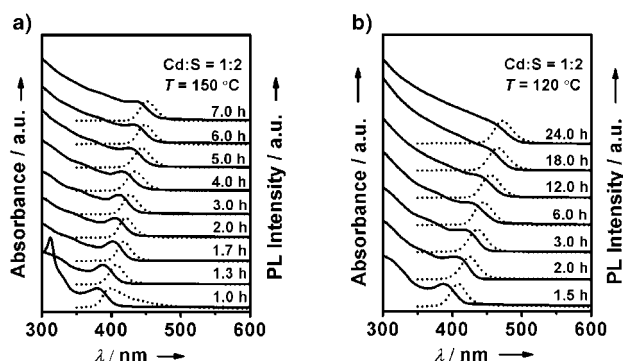 a)
Cd:S = 1:2
T = 150 °C
7.0 h
6.0 h
5.0 h
4.0 h
3.0 h
2.0 h
1.7 h
1.3 h
1.0 h
Absorbance / a.u.
PL Intensity / a.u.
300 400 500 600
λ / nm
b)
Cd:S = 1:2
T = 120 °C
24.0 h
18.0 h
12.0 h
6.0 h
3.0 h
2.0 h
1.5 h
Absorbance / a.u.
PL Intensity / a.u.
300 400 500 600
λ / nm